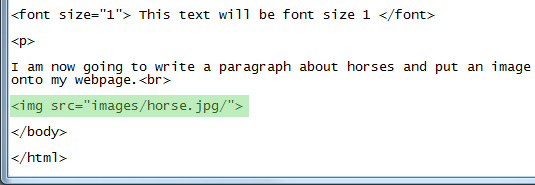 <font size="1"> This text will be font size 1 </font>
<p>
I am now going to write a paragraph about horses and put an image
onto my webpage.<br>
<img src="images/horse.jpg/">
</body>
</html>